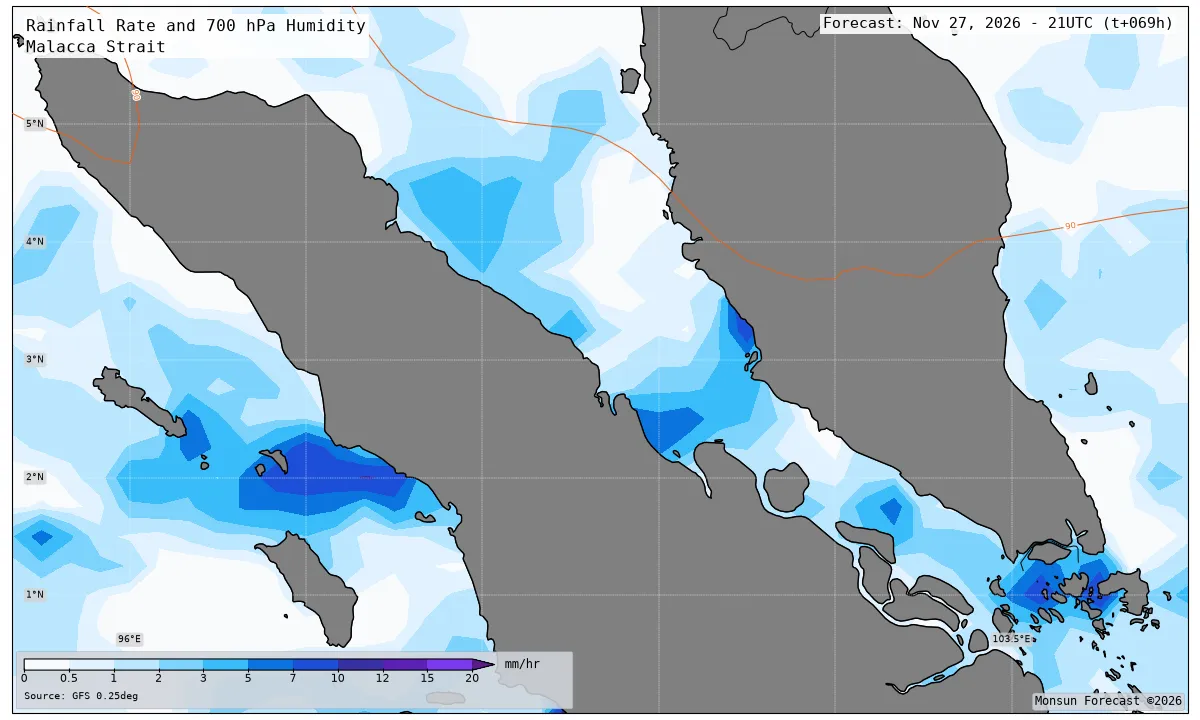 Rainfall Rate and 700 hPa Humidity
Malacca Strait
Forecast: Nov 27, 2026 - 21UTC (t+069h)
90
5°N
4°N
90
3°N
2°N
1°N
96°E
103.5°E
mm/hr
0 0.5 1 2 3 5 7 10 12 15 20
Source: GFS 0.25deg
Monsun Forecast ©2026